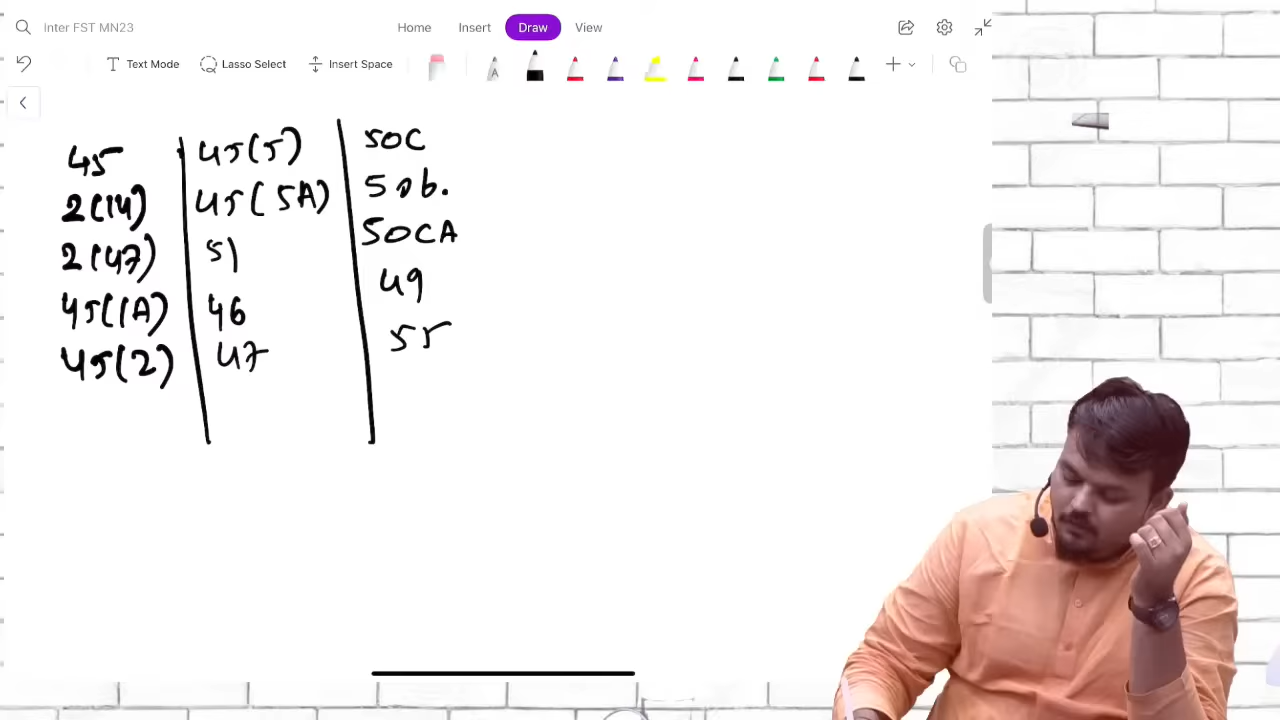 Inter FST MN23
Home Insert Draw View
Text Mode Lasso Select Insert Space
A
45
2(14)
2(47)
45(1A)
45(2)
45(5)
45(5A)
51
46
47
50C
50b.
50CA
49
55